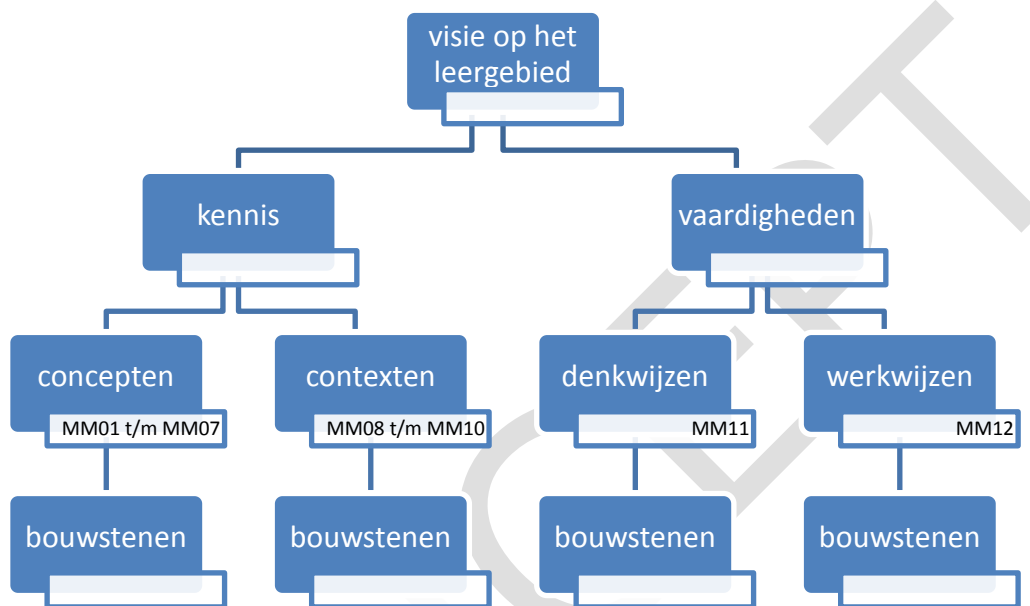 visie op het
leergebied
kennis
vaardigheden
concepten
contexten
denkwijzen
werkwijzen
MM01 t/m MM07
MM08 t/m MM10
MM11
MM12
bouwstenen
bouwstenen
bouwstenen
bouwstenen